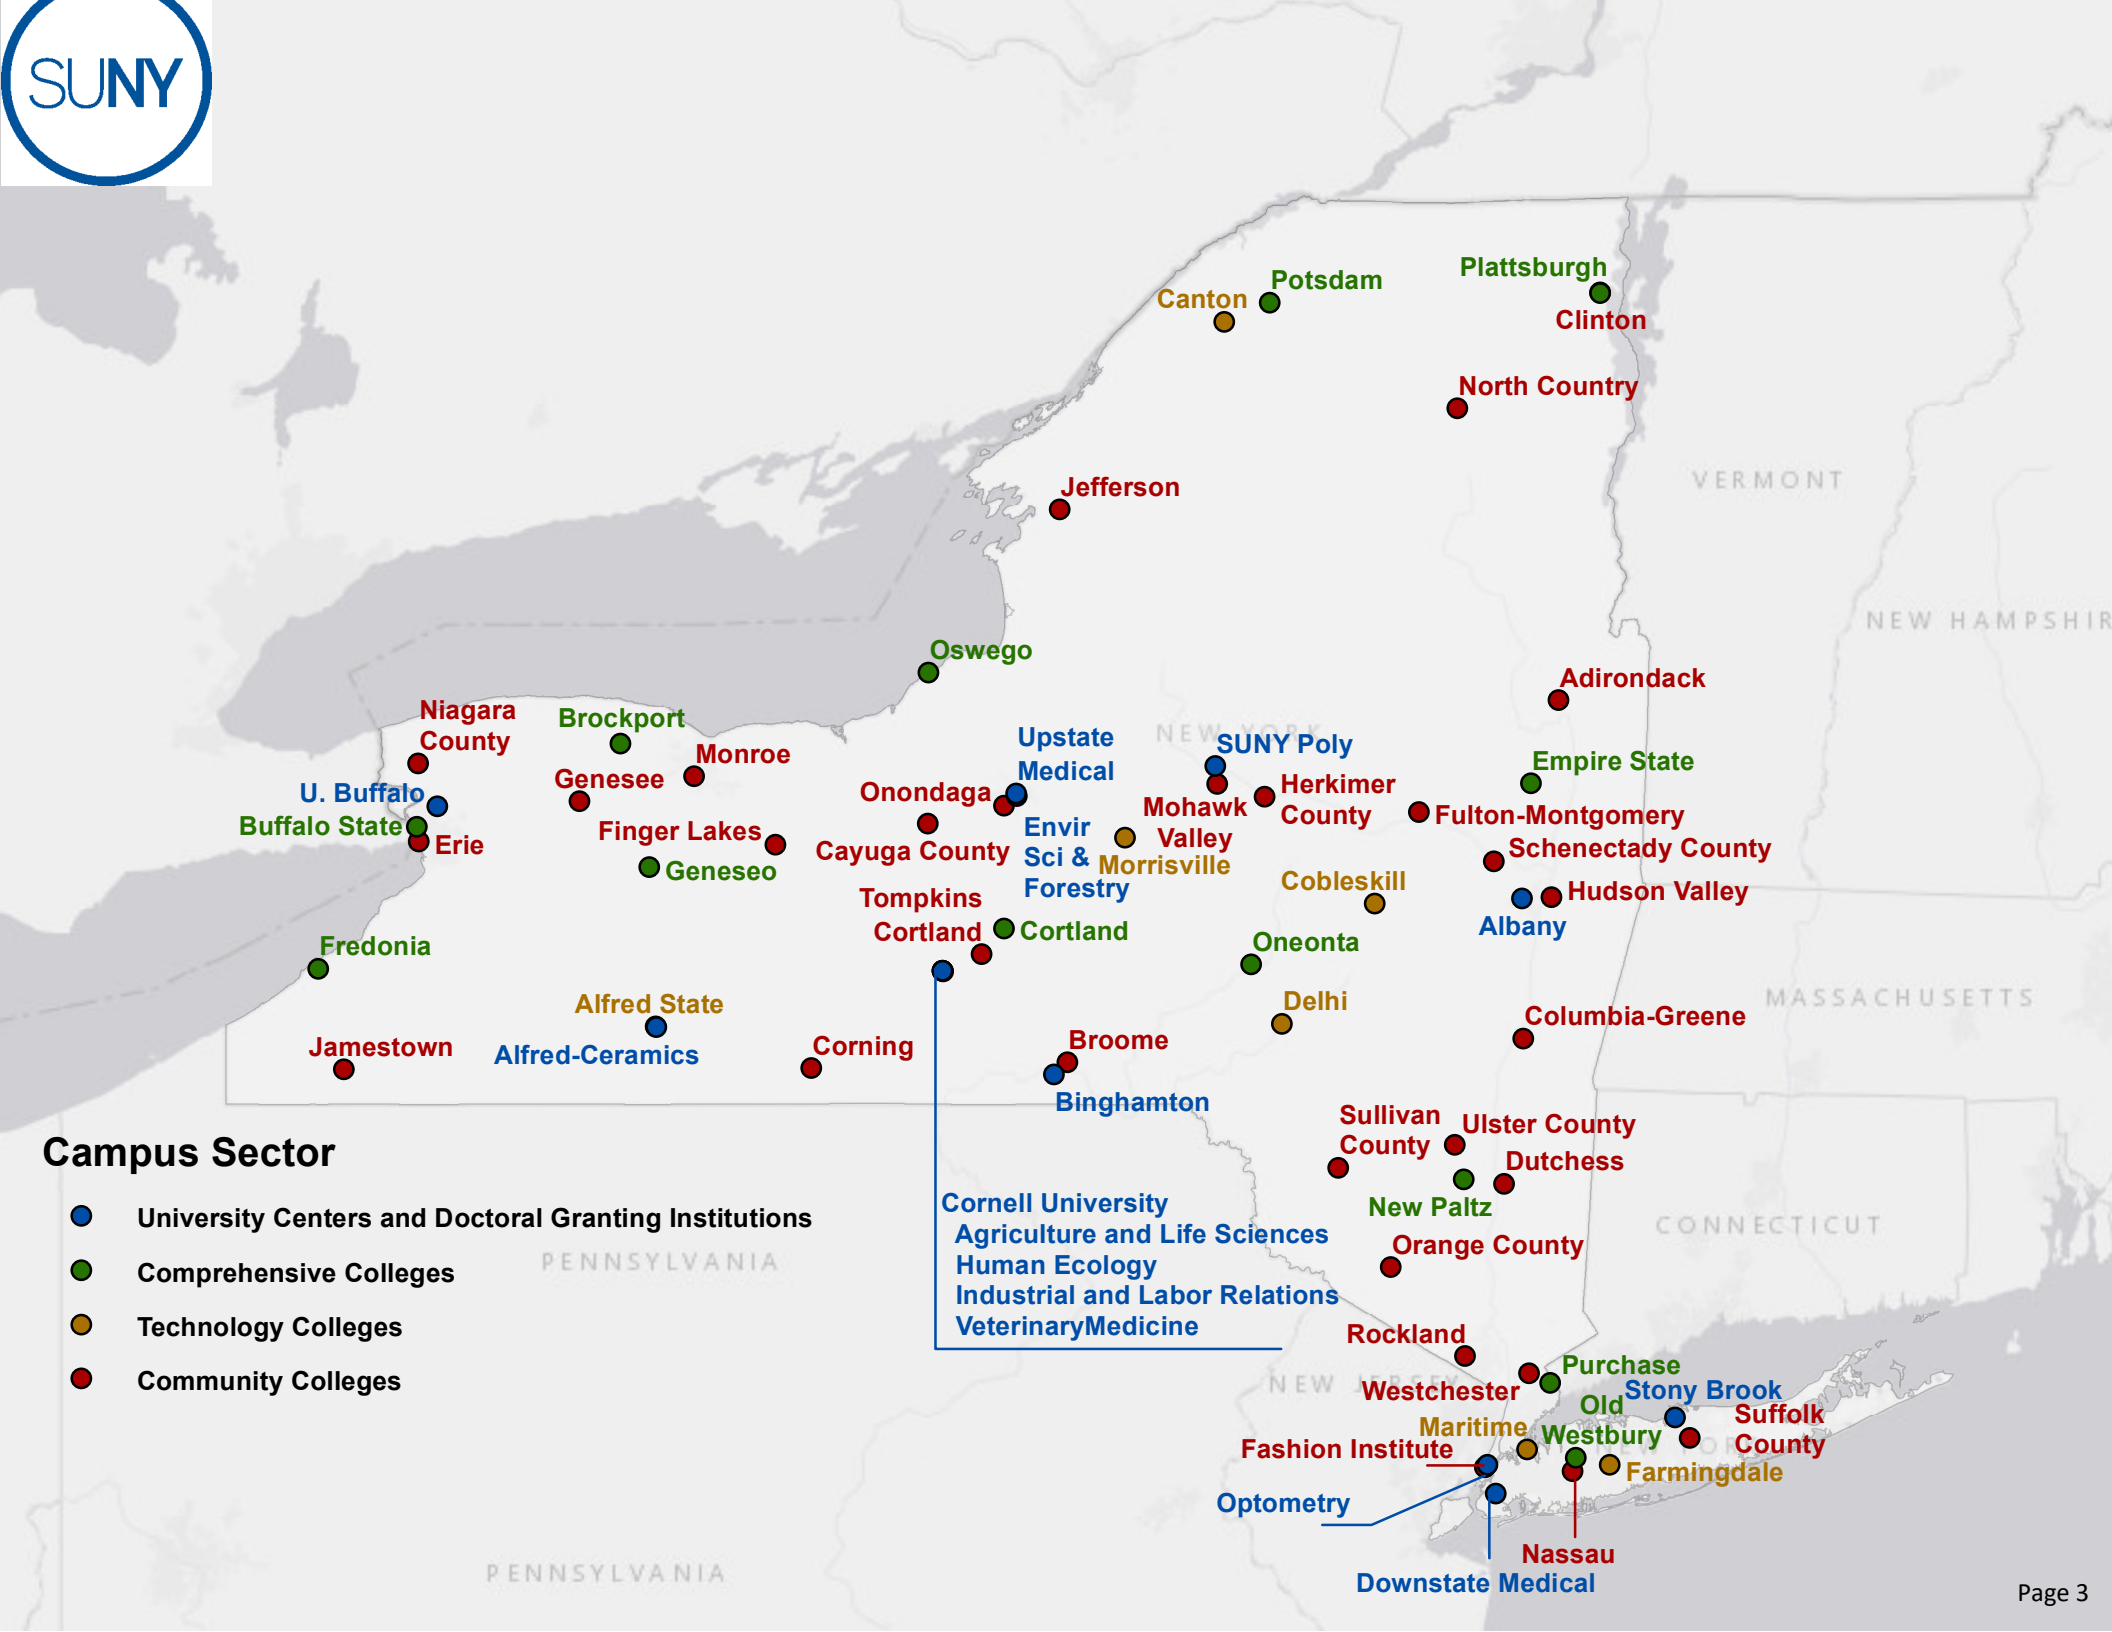 SUNY
Potsdam
Plattsburgh
Canton
Clinton
North Country
VERMONT
Jefferson
NEW HAMPSHIR
Oswego
Adirondack
Niagara
County
Brockport
Monroe
Upstate
Medical
NEW YORK
SUNY Poly
Empire State
Genesee
U. Buffalo
Onondaga
Herkimer
County
Mohawk
Valley
Fulton-Montgomery
Buffalo State
Erie
Finger Lakes
Cayuga County
Envir
Sci &
Forestry
Morrisville
Schenectady County
Geneseo
Cobleskill
Hudson Valley
Tompkins
Cortland
Cortland
Albany
Fredonia
Oneonta
Alfred State
Delhi
MASSACHUSETTS
Columbia-Greene
Jamestown
Alfred-Ceramics
Corning
Broome
Binghamton
Sullivan
County
Ulster County
Dutchess
New Paltz
CONNECTICUT
Orange County
Campus Sector
University Centers and Doctoral Granting Institutions
Comprehensive Colleges
Technology Colleges
Community Colleges
PENNSYLVANIA
Cornell University
Agriculture and Life Sciences
Human Ecology
Industrial and Labor Relations
VeterinaryMedicine
Rockland
NEW JERSEY
Westchester
Purchase
Stony Brook
Old
Westbury
Suffolk
County
Maritime
NEW YORK
Fashion Institute
Farmingdale
Optometry
Nassau
Downstate Medical
PENNSYLVANIA
Page 3